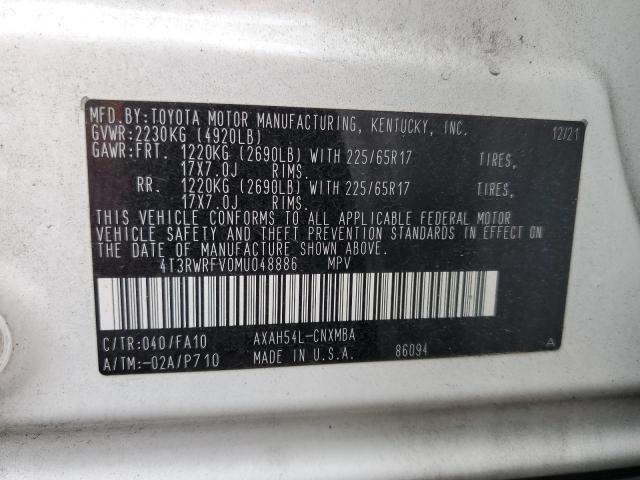 MFD.BY:TOYOTA MOTOR MANUFACTURING, KENTUCKY, INC. 12/21
GVWR:2230KG (4920LB)
GAWR:FRT. 1220KG (2690LB) WITH 225/65R17 TIRES,
17X7.0J RIMS.
RR. 1220KG (2690LB) WITH 225/65R17 TIRES,
17X7.0J RIMS.
THIS VEHICLE CONFORMS TO ALL APPLICABLE FEDERAL MOTOR
VEHICLE SAFETY AND THEFT PREVENTION STANDARDS IN EFFECT ON
THE DATE OF MANUFACTURE SHOWN ABOVE.
4T3RWRFV0MU048886 MPV
C/TR:040/FA10 AXAH54L-CNXMBA A
A/TM:-02A/P710 MADE IN U.S.A. 86094